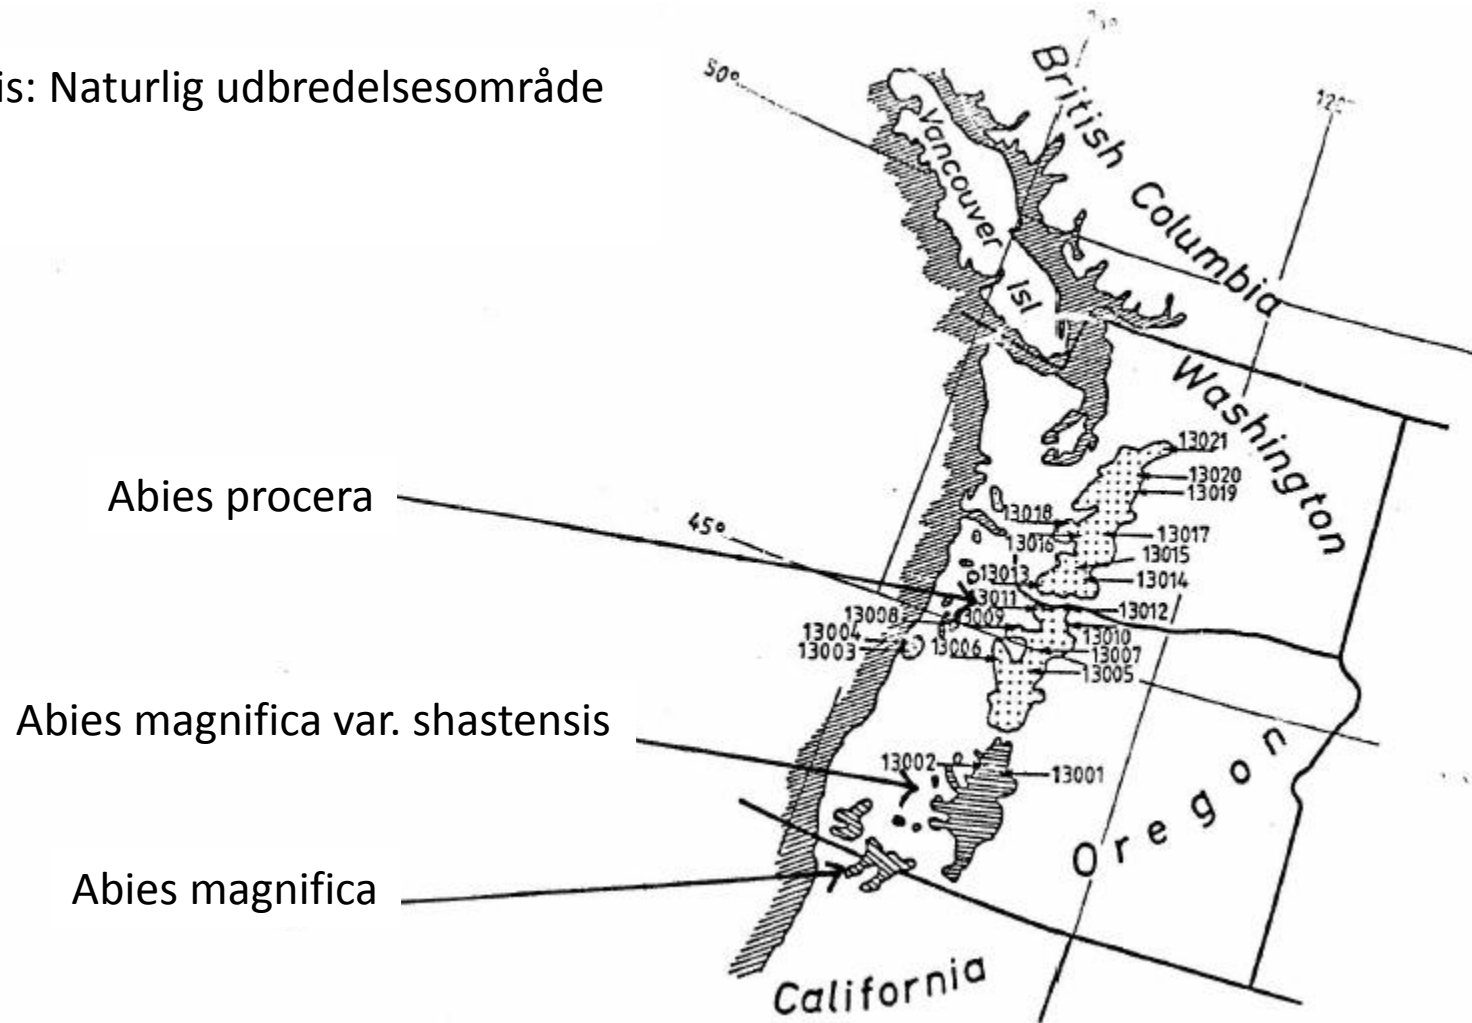 is: Naturlig udbredelsesområde
50°
British Columbia
Vancouver
Isl
Washington
13021
13020
13019
Abies procera
45°
13018
13017
13016
13015
13013
13014
13011
13012
13008
13009
13004
13010
13003
13006
13007
13005
Abies magnifica var. shastensis
13002
13001
Oregon
Abies magnifica
California